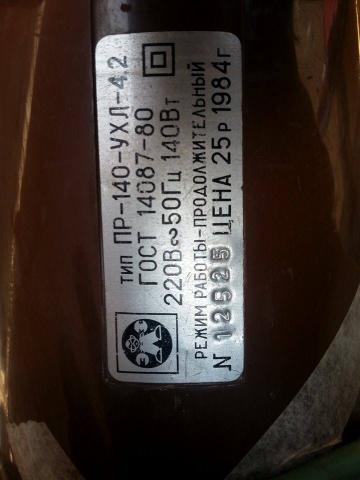 ТИП ПР-140-УХЛ-4,2
ГОСТ 14087-80
220В~50Гц 140Вт
РЕЖИМ РАБОТЫ-ПРОДОЛЖИТЕЛЬНЫЙ
N 12525 ЦЕНА 25р 1984г